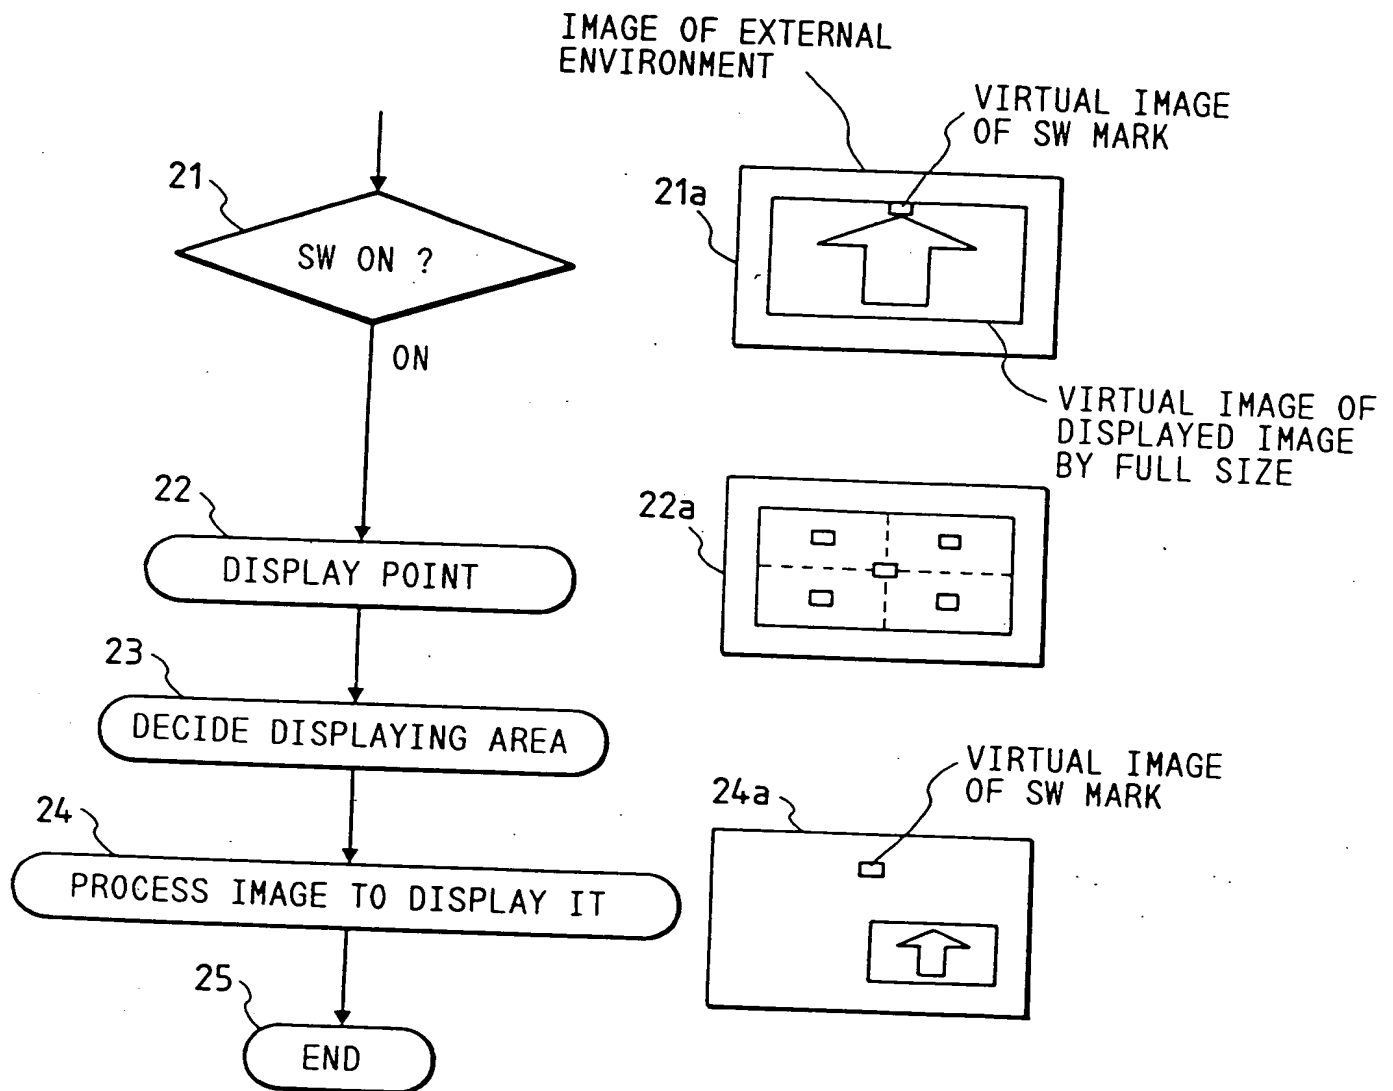 IMAGE OF EXTERNAL
ENVIRONMENT
VIRTUAL IMAGE
OF SW MARK
21
21a
SW ON ?
ON
VIRTUAL IMAGE OF
DISPLAYED IMAGE
BY FULL SIZE
22
22a
DISPLAY POINT
23
DECIDE DISPLAYING AREA
VIRTUAL IMAGE
OF SW MARK
24
24a
PROCESS IMAGE TO DISPLAY IT
25
END